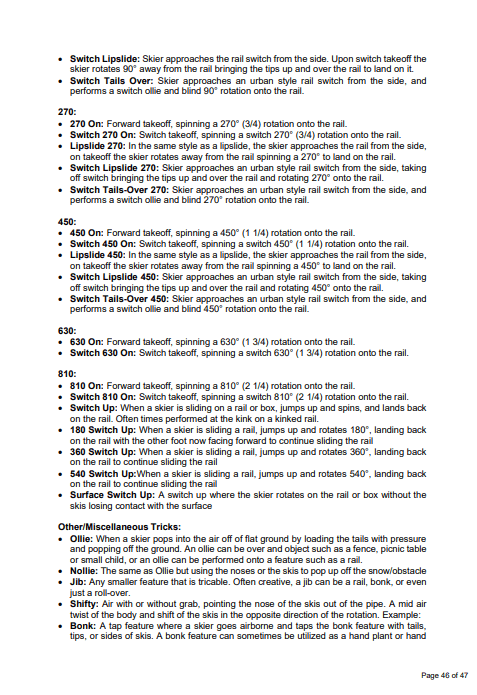 • Switch Lipslide: Skier approaches the rail switch from the side. Upon switch takeoff the
skier rotates 90° away from the rail bringing the tips up and over the rail to land on it.
• Switch Tails Over: Skier approaches an urban style rail switch from the side, and
performs a switch ollie and blind 90° rotation onto the rail.
270:
• 270 On: Forward takeoff, spinning a 270° (3/4) rotation onto the rail.
• Switch 270 On: Switch takeoff, spinning a switch 270° (3/4) rotation onto the rail.
• Lipslide 270: In the same style as a lipslide, the skier approaches the rail from the side,
on takeoff the skier rotates away from the rail spinning a 270° to land on the rail.
• Switch Lipslide 270: Skier approaches an urban style rail switch from the side, taking
off switch bringing the tips up and over the rail and rotating 270° onto the rail.
• Switch Tails-Over 270: Skier approaches an urban style rail switch from the side, and
performs a switch ollie and blind 270° rotation onto the rail.
450:
• 450 On: Forward takeoff, spinning a 450° (1 1/4) rotation onto the rail.
• Switch 450 On: Switch takeoff, spinning a switch 450° (1 1/4) rotation onto the rail.
• Lipslide 450: In the same style as a lipslide, the skier approaches the rail from the side,
on takeoff the skier rotates away from the rail spinning a 450° to land on the rail.
• Switch Lipslide 450: Skier approaches an urban style rail switch from the side, taking
off switch bringing the tips up and over the rail and rotating 450° onto the rail.
• Switch Tails-Over 450: Skier approaches an urban style rail switch from the side, and
performs a switch ollie and blind 450° rotation onto the rail.
630:
• 630 On: Forward takeoff, spinning a 630° (1 3/4) rotation onto the rail.
• Switch 630 On: Switch takeoff, spinning a switch 630° (1 3/4) rotation onto the rail.
810:
• 810 On: Forward takeoff, spinning a 810° (2 1/4) rotation onto the rail.
• Switch 810 On: Switch takeoff, spinning a switch 810° (2 1/4) rotation onto the rail.
• Switch Up: When a skier is sliding on a rail or box, jumps up and spins, and lands back
on the rail. Often times performed at the kink on a kinked rail.
• 180 Switch Up: When a skier is sliding a rail, jumps up and rotates 180°, landing back
on the rail with the other foot now facing forward to continue sliding the rail
• 360 Switch Up: When a skier is sliding a rail, jumps up and rotates 360°, landing back
on the rail to continue sliding the rail
• 540 Switch Up:When a skier is sliding a rail, jumps up and rotates 540°, landing back
on the rail to continue sliding the rail
• Surface Switch Up: A switch up where the skier rotates on the rail or box without the
skis losing contact with the surface
Other/Miscellaneous Tricks:
• Ollie: When a skier pops into the air off of flat ground by loading the tails with pressure
and popping off the ground. An ollie can be over and object such as a fence, picnic table
or small child, or an ollie can be performed onto a feature such as a rail.
• Nollie: The same as Ollie but using the noses or the skis to pop up off the snow/obstacle
• Jib: Any smaller feature that is tricable. Often creative, a jib can be a rail, bonk, or even
just a roll-over.
• Shifty: Air with or without grab, pointing the nose of the skis out of the pipe. A mid air
twist of the body and shift of the skis in the opposite direction of the rotation. Example:
• Bonk: A tap feature where a skier goes airborne and taps the bonk feature with tails,
tips, or sides of skis. A bonk feature can sometimes be utilized as a hand plant or hand
Page 46 of 47